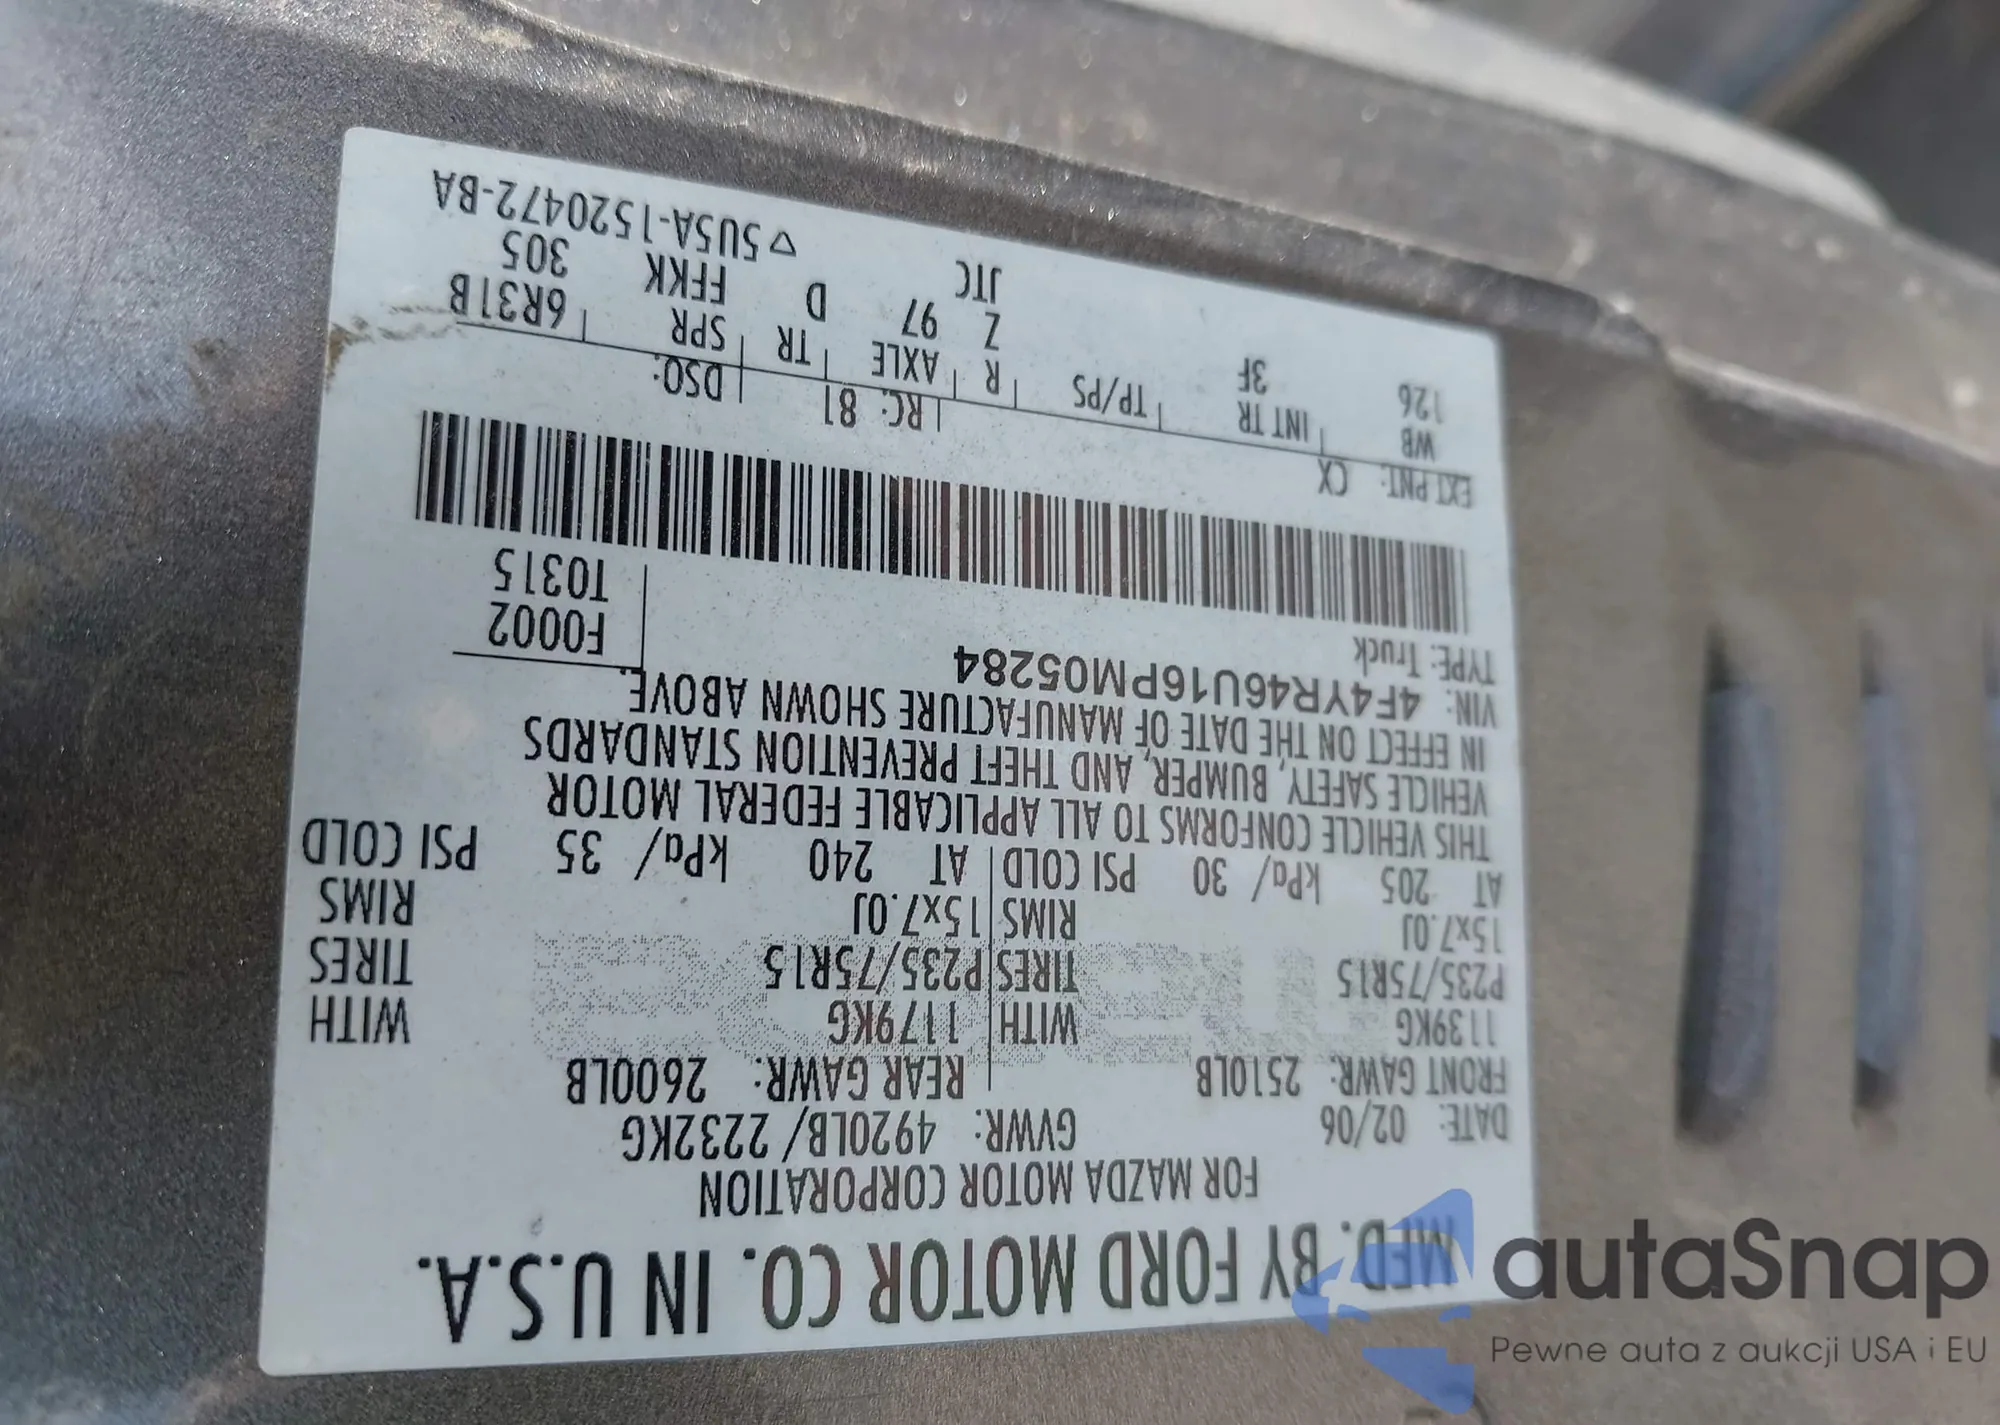 MFD. BY FORD MOTOR CO. IN U.S.A.
FOR MAZDA MOTOR CORPORATION
DATE: 02/06 GVWR: 4920LB/ 2232KG
FRONT GAWR: 2510LB REAR GAWR: 2600LB
1139KG WITH 1179KG WITH
P235/75R15 TIRES P235/75R15 TIRES
15x7.0J RIMS 15x7.0J RIMS
AT 205 kPa/ 30 PSI COLD AT 240 kPa/ 35 PSI COLD
THIS VEHICLE CONFORMS TO ALL APPLICABLE FEDERAL MOTOR
VEHICLE SAFETY, BUMPER, AND THEFT PREVENTION STANDARDS
IN EFFECT ON THE DATE OF MANUFACTURE SHOWN ABOVE.
VIN: 4F4YR46U16PM05284
TYPE: Truck
F0002
T0315
EXT PNT: CX RC: 81 DSO:
WB INT TR TP/PS R AXLE TR SPR 6R31B
126 3F Z 97 D FFKK 305
JTC ▽5U5A-1520472-BA
autaSnap
Pewne auta z aukcji USA i EU